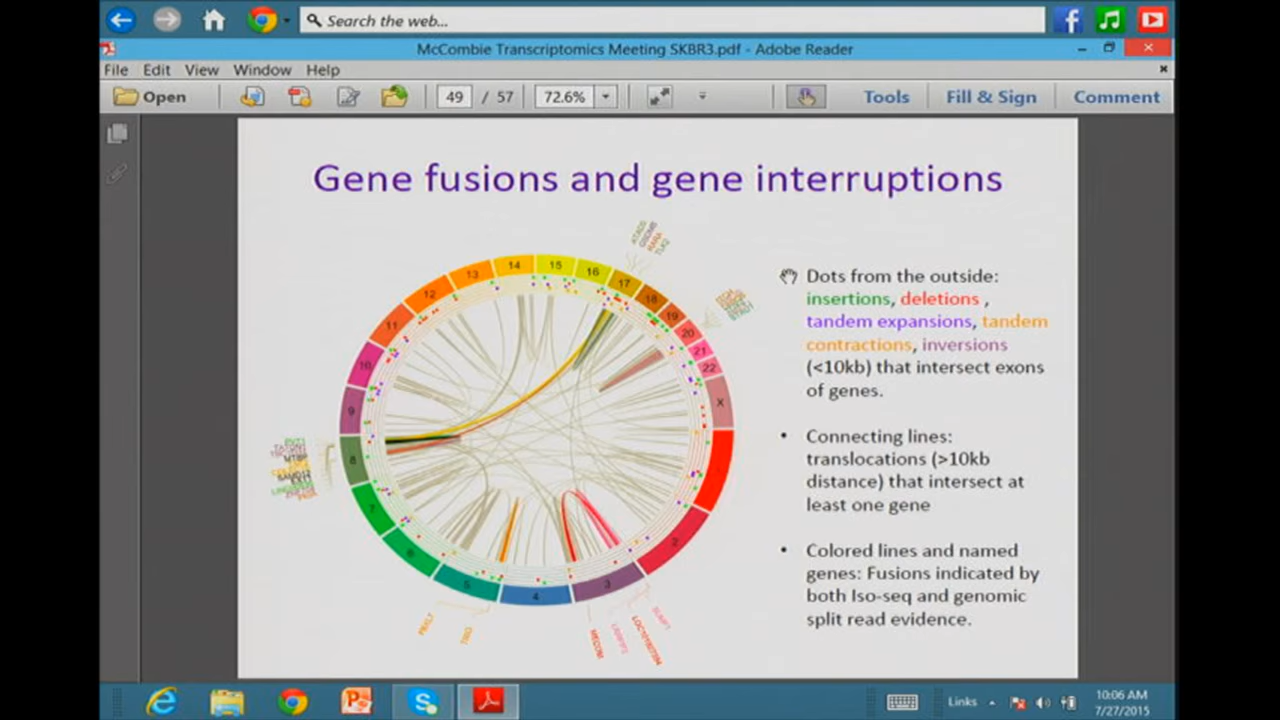 Search the web...
McCombie Transcriptomics Meeting SKBR3.pdf - Adobe Reader
File Edit View Window Help
Open 49 / 57 72.6% Tools Fill & Sign Comment
Gene fusions and gene interruptions
Dots from the outside:
insertions, deletions ,
tandem expansions, tandem
contractions, inversions
(<10kb) that intersect exons
of genes.
• Connecting lines:
translocations (>10kb
distance) that intersect at
least one gene
• Colored lines and named
genes: Fusions indicated by
both Iso-seq and genomic
split read evidence.
14 15 16 17 18 19 20 21 22 X
2 3 4 5 6 7 8 9 10 11 12 13
MECOM
Links
10:06 AM
7/27/2015